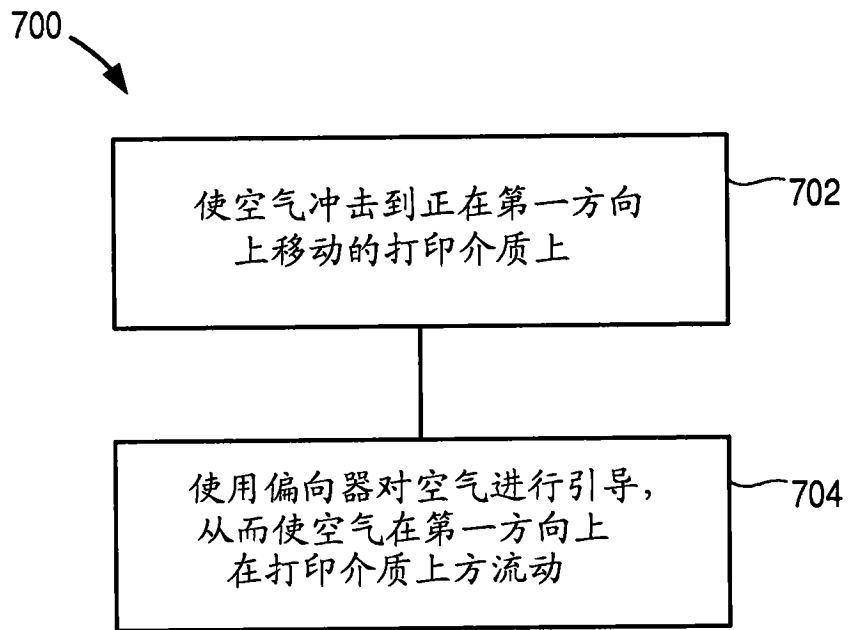 700
使空气冲击到正在第一方向
上移动的打印介质上
702
使用偏向器对空气进行引导,
从而使空气在第一方向上
在打印介质上方流动
704